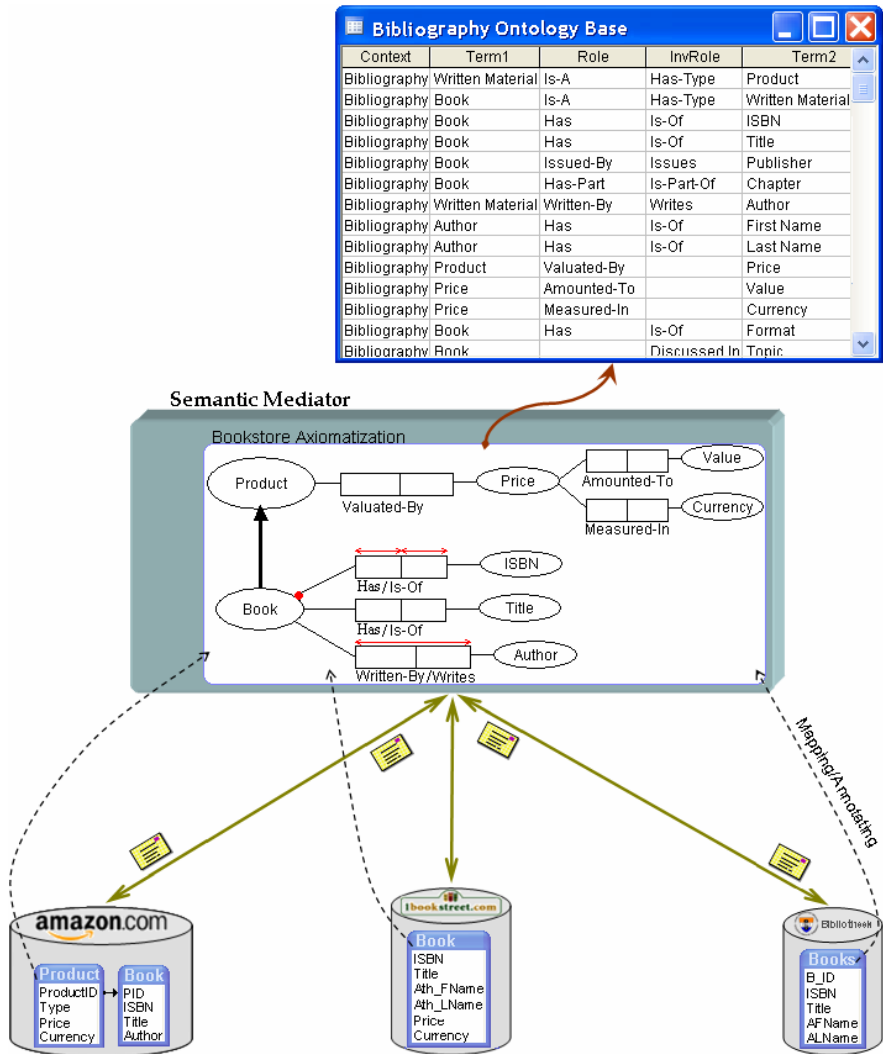 Bibliography Ontology Base
Context Term1 Role InvRole Term2
Bibliography Written Material Is-A Has-Type Product
Bibliography Book Is-A Has-Type Written Material
Bibliography Book Has Is-Of ISBN
Bibliography Book Has Is-Of Title
Bibliography Book Issued-By Issues Publisher
Bibliography Book Has-Part Is-Part-Of Chapter
Bibliography Written Material Written-By Writes Author
Bibliography Author Has Is-Of First Name
Bibliography Author Has Is-Of Last Name
Bibliography Product Valuated-By Price
Bibliography Price Amounted-To Value
Bibliography Price Measured-In Currency
Bibliography Book Has Is-Of Format
Bibliography Book Discussed In Topic
Semantic Mediator
Bookstore Axiomatization
Product
Valuated-By
Price
Amounted-To
Value
Measured-In
Currency
Book
Has/Is-Of
ISBN
Has/Is-Of
Title
Written-By/Writes
Author
Mapping/Annotating
amazon.com
Product
ProductID
Type
Price
Currency
Book
PID
ISBN
Title
Author
1bookstreet.com
Book
ISBN
Title
Ath_FName
Ath_LName
Price
Currency
Bibliotheek
Books
B_ID
ISBN
Title
AFName
ALName